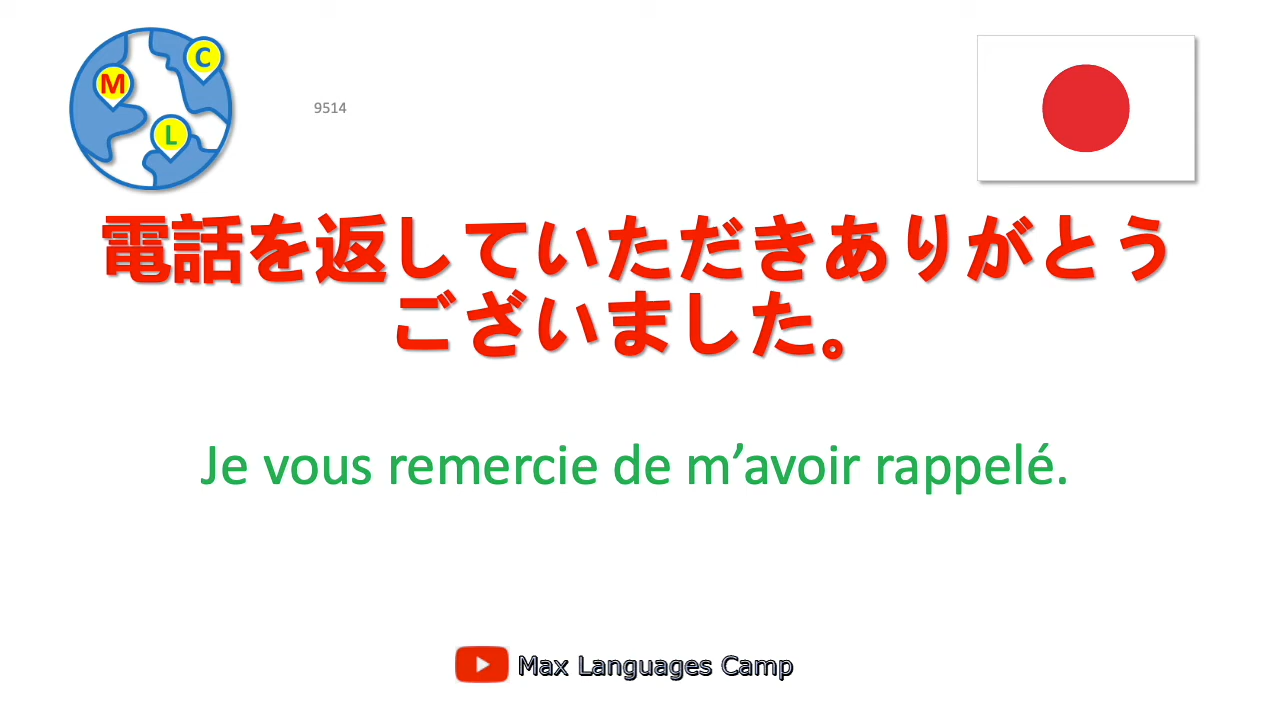 M
C
L
9514
電話を返していただきありがとう
ございました。
Je vous remercie de m’avoir rappelé.
Max Languages Camp